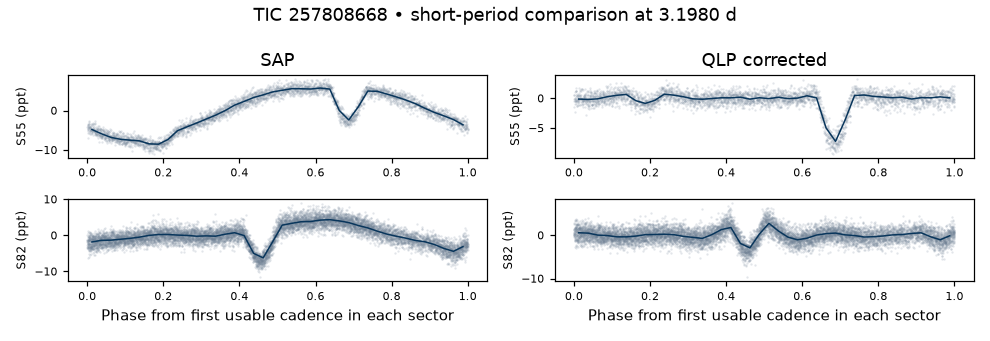 TIC 257808668 • short-period comparison at 3.1980 d
SAP
QLP corrected
S55 (ppt)
0
−10
0.0 0.2 0.4 0.6 0.8 1.0
S55 (ppt)
0
−5
0.0 0.2 0.4 0.6 0.8 1.0
S82 (ppt)
10
0
−10
0.0 0.2 0.4 0.6 0.8 1.0
Phase from first usable cadence in each sector
S82 (ppt)
0
−10
0.0 0.2 0.4 0.6 0.8 1.0
Phase from first usable cadence in each sector